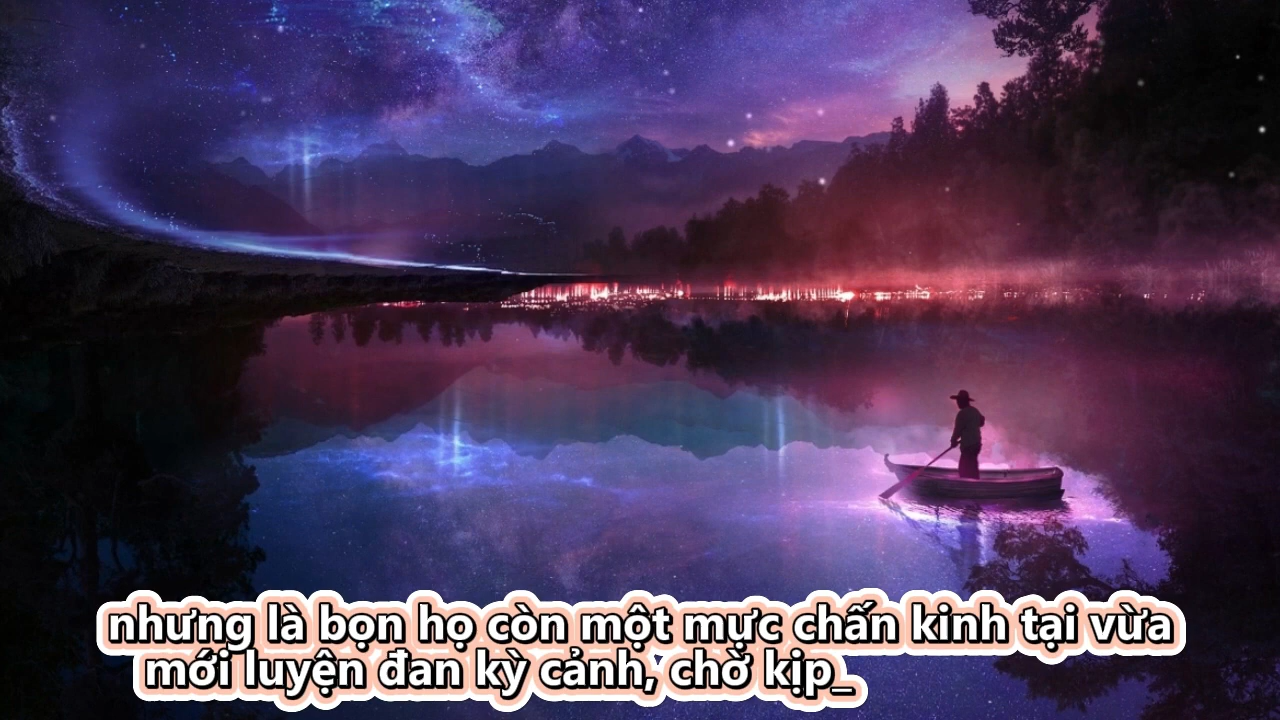 nhưng là bọn họ còn một mực chấn kinh tại vừa
mới luyện đan kỳ cảnh, chờ kịp_